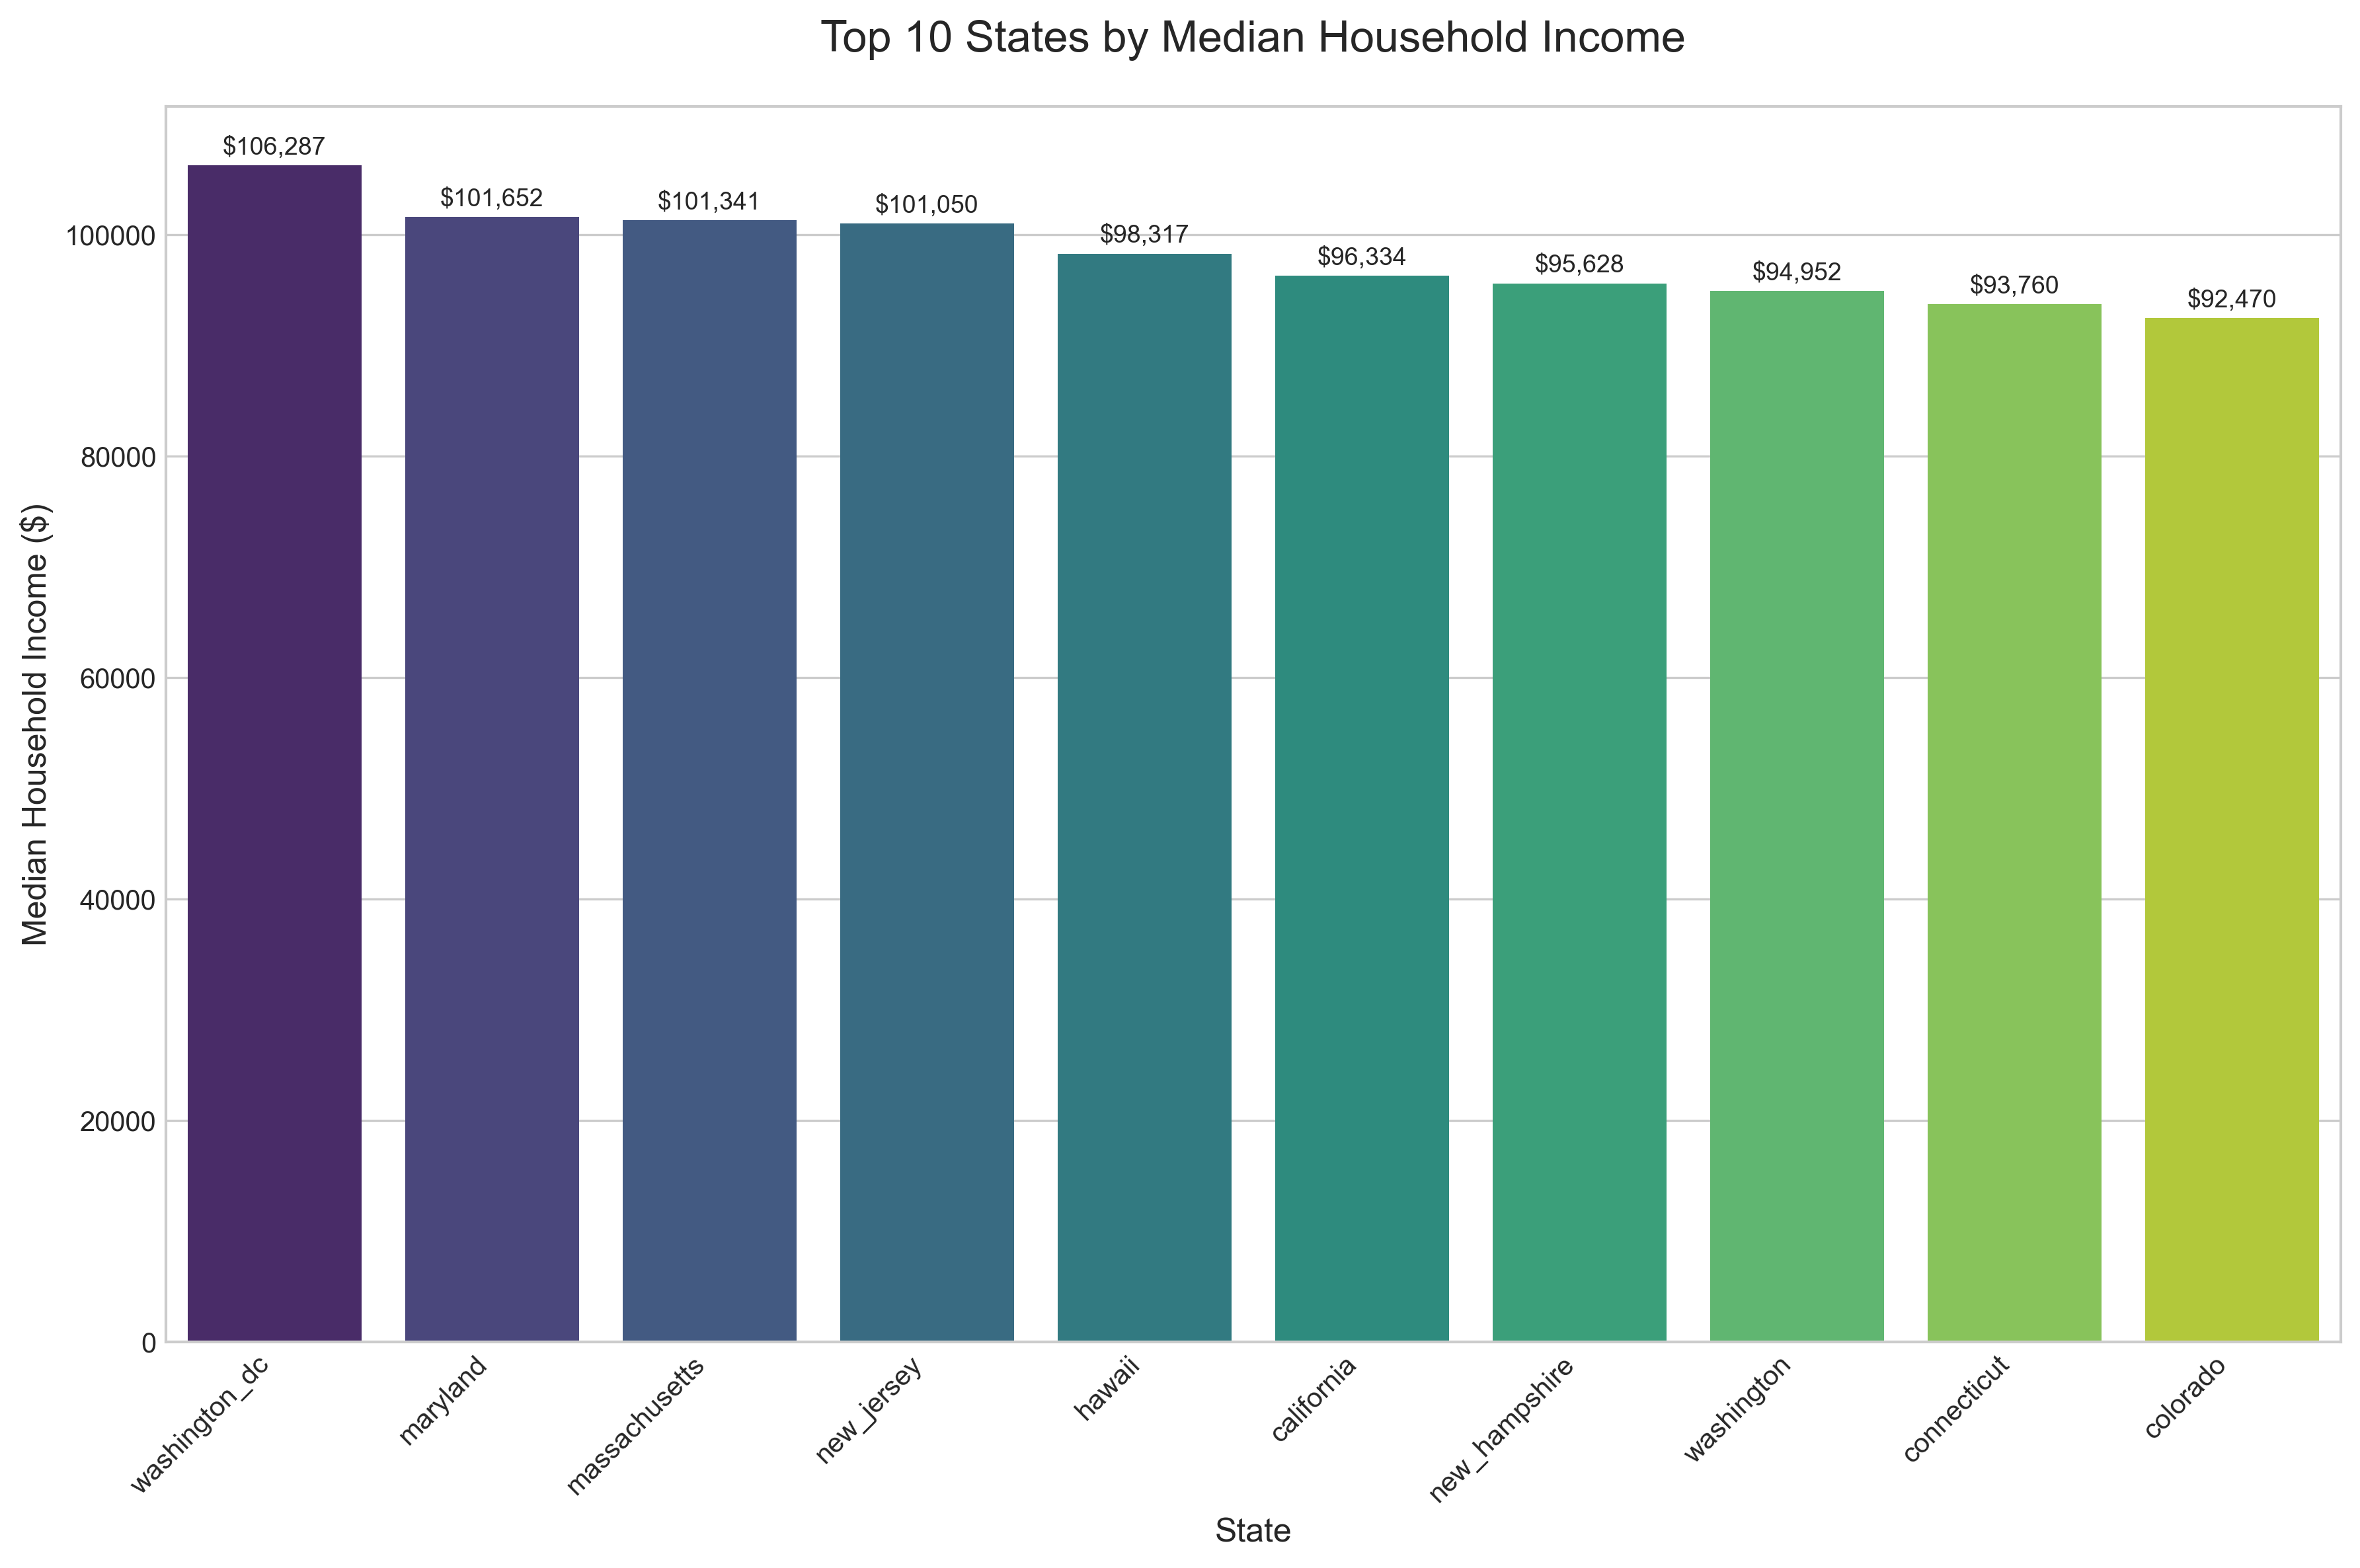 Top 10 States by Median Household Income
$106,287
$101,652
$101,341
$101,050
$98,317
$96,334
$95,628
$94,952
$93,760
$92,470
Median Household Income ($)
100000
80000
60000
40000
20000
0
washington_dc
maryland
massachusetts
new_jersey
hawaii
california
new_hampshire
washington
connecticut
colorado
State